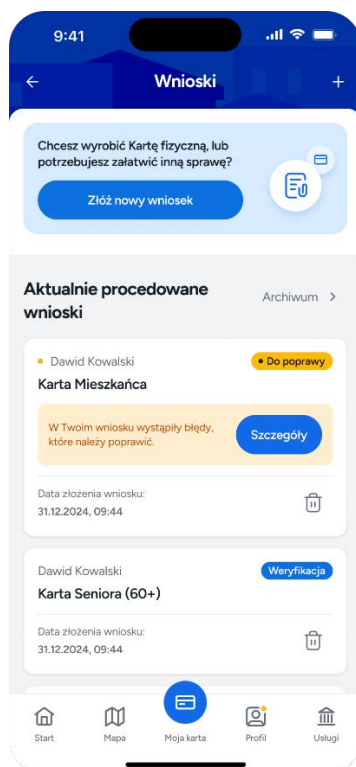 9:41
Wnioski
Chcesz wyrobić Kartę fizyczną, lub
potrzebujesz załatwić inną sprawę?
Złóż nowy wniosek
Aktualnie procedowane
wnioski
Archiwum
Dawid Kowalski
Do poprawy
Karta Mieszkańca
W Twoim wniosku wystąpiły błędy,
które należy poprawić.
Szczegóły
Data złożenia wniosku:
31.12.2024, 09:44
Dawid Kowalski
Weryfikacja
Karta Seniora (60+)
Data złożenia wniosku:
31.12.2024, 09:44
Start
Mapa
Moja karta
Profil
Usługi